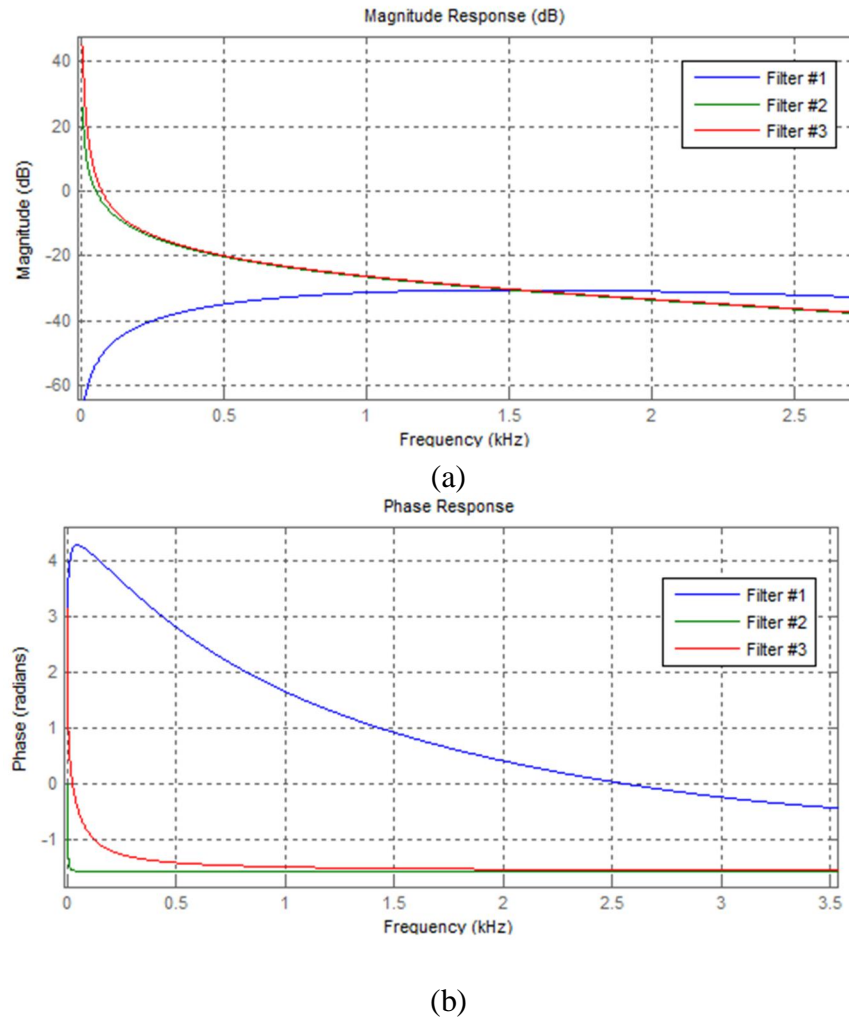 Magnitude Response (dB)
40
20
0
-20
-40
-60
Magnitude (dB)
Filter #1
Filter #2
Filter #3
0 0.5 1 1.5 2 2.5
Frequency (kHz)
(a)
Phase Response
4
3
2
1
0
-1
Phase (radians)
Filter #1
Filter #2
Filter #3
0 0.5 1 1.5 2 2.5 3 3.5
Frequency (kHz)
(b)